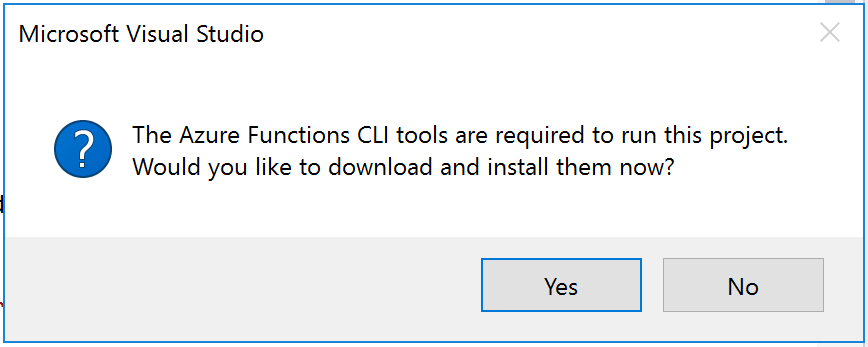 Microsoft Visual Studio
The Azure Functions CLI tools are required to run this project.
Would you like to download and install them now?
Yes
No